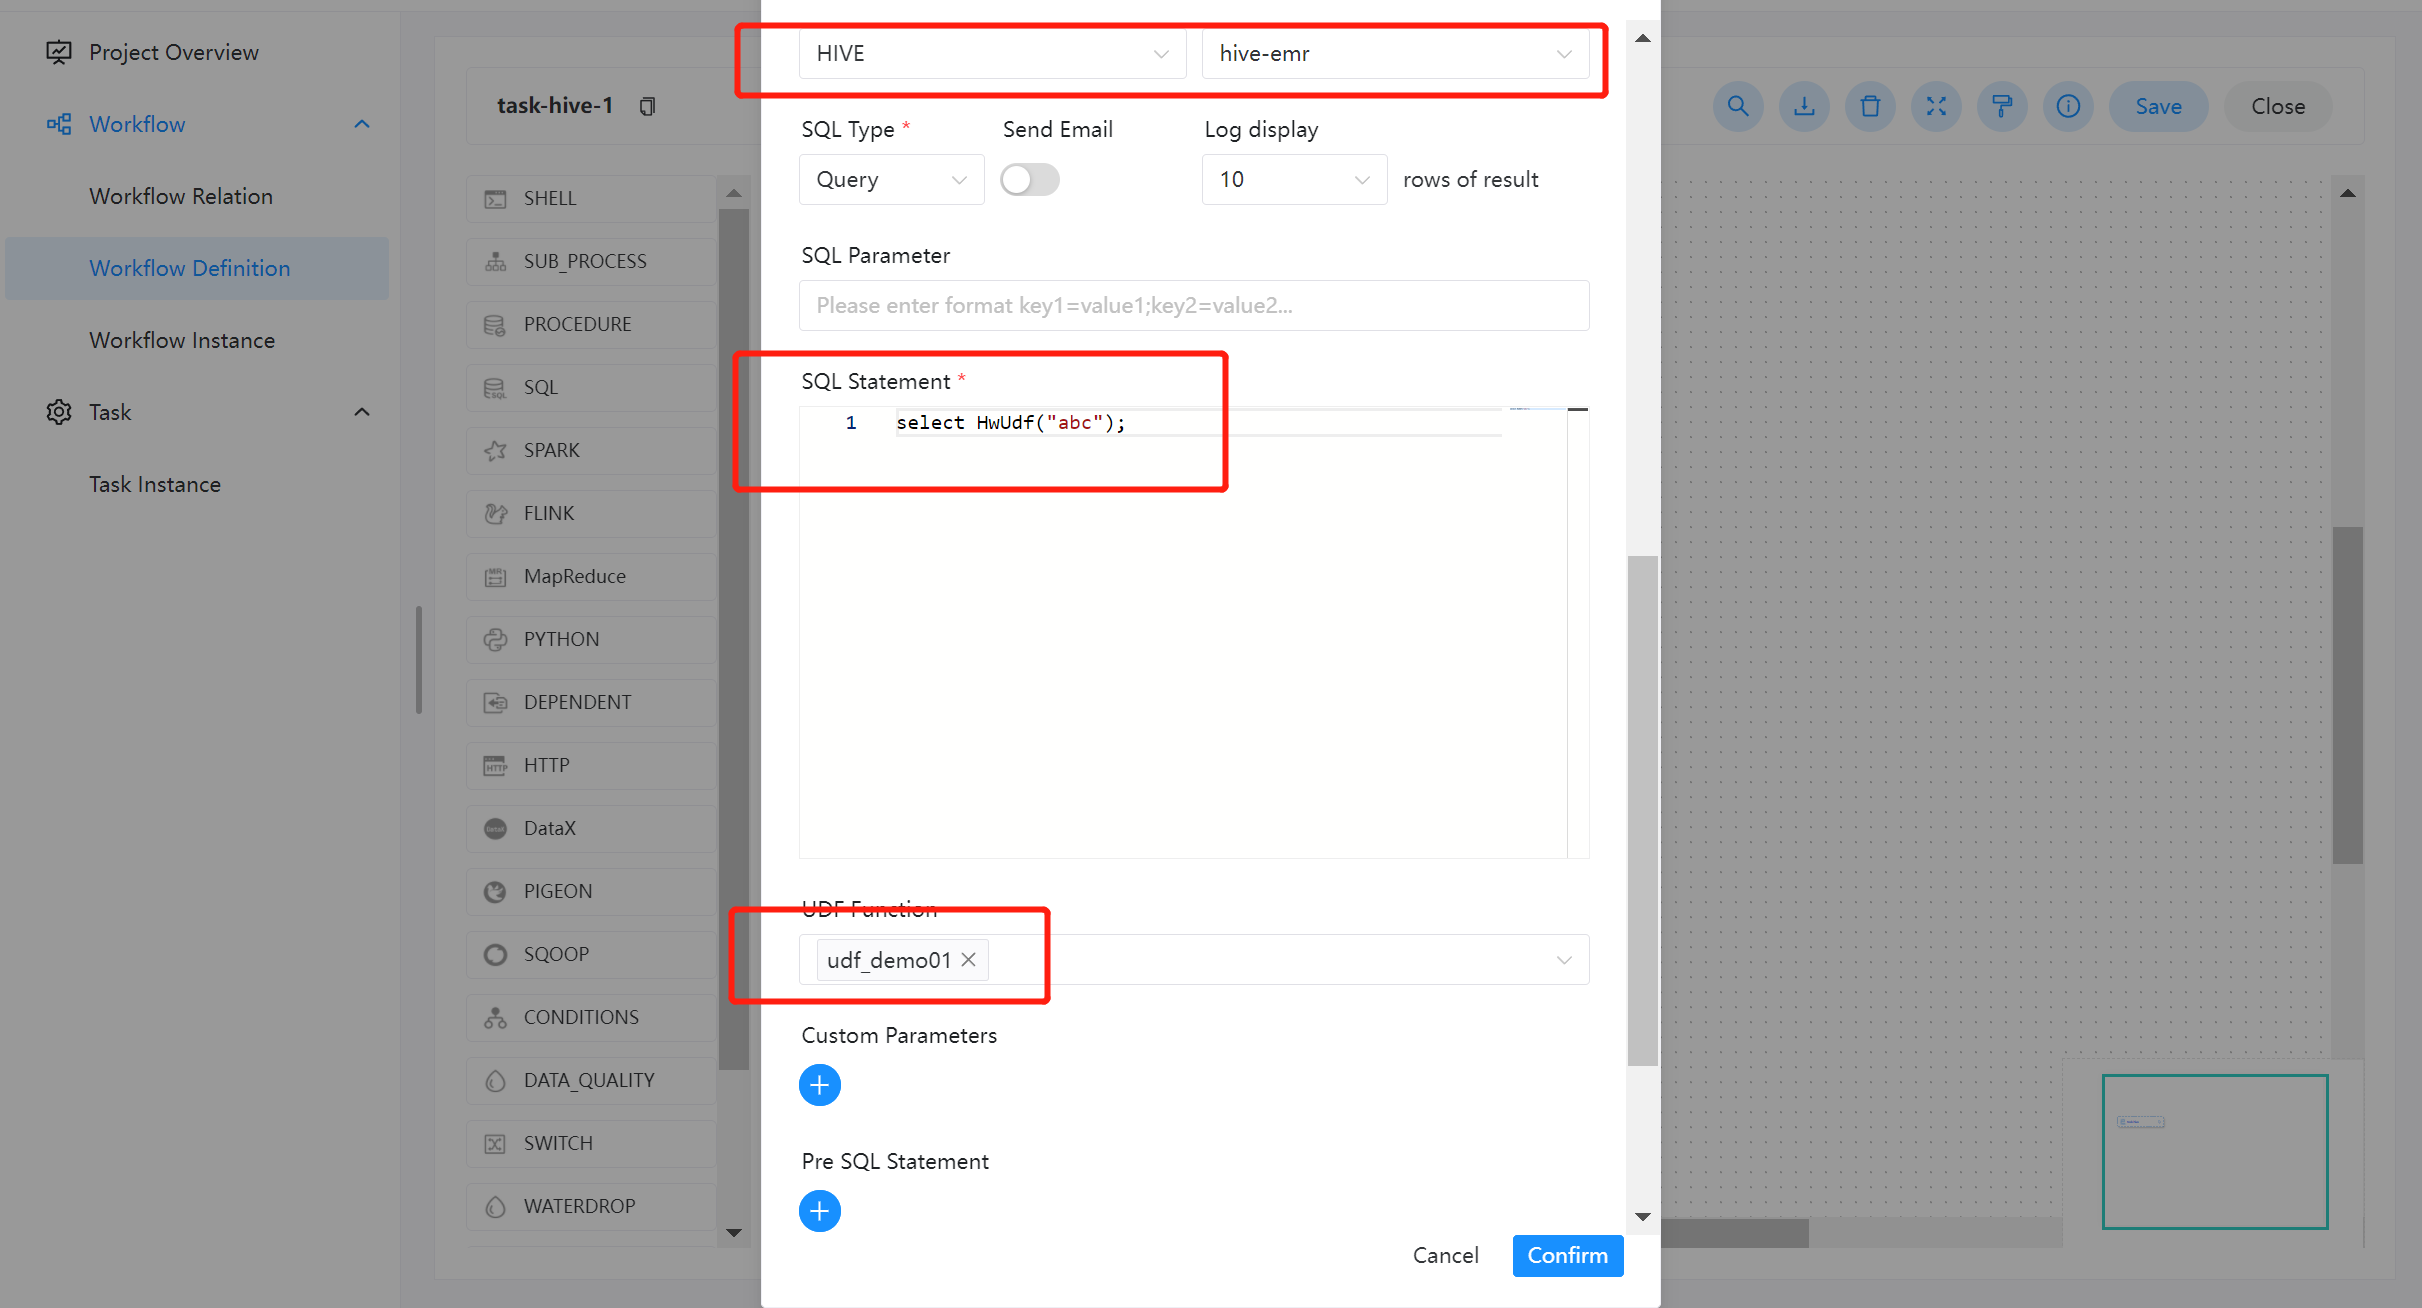 Project Overview
Workflow
Workflow Relation
Workflow Definition
Workflow Instance
Task
Task Instance
task-hive-1
SHELL
SUB_PROCESS
PROCEDURE
SQL
SPARK
FLINK
MapReduce
PYTHON
DEPENDENT
HTTP
DataX
PIGEON
SQOOP
CONDITIONS
DATA_QUALITY
SWITCH
WATERDROP
HIVE
hive-emr
SQL Type *
Send Email
Log display
Query
10
rows of result
SQL Parameter
Please enter format key1=value1;key2=value2...
SQL Statement *
1 select HwUdf("abc");
UDF Function
udf_demo01
Custom Parameters
Pre SQL Statement
Cancel
Confirm
Save
Close